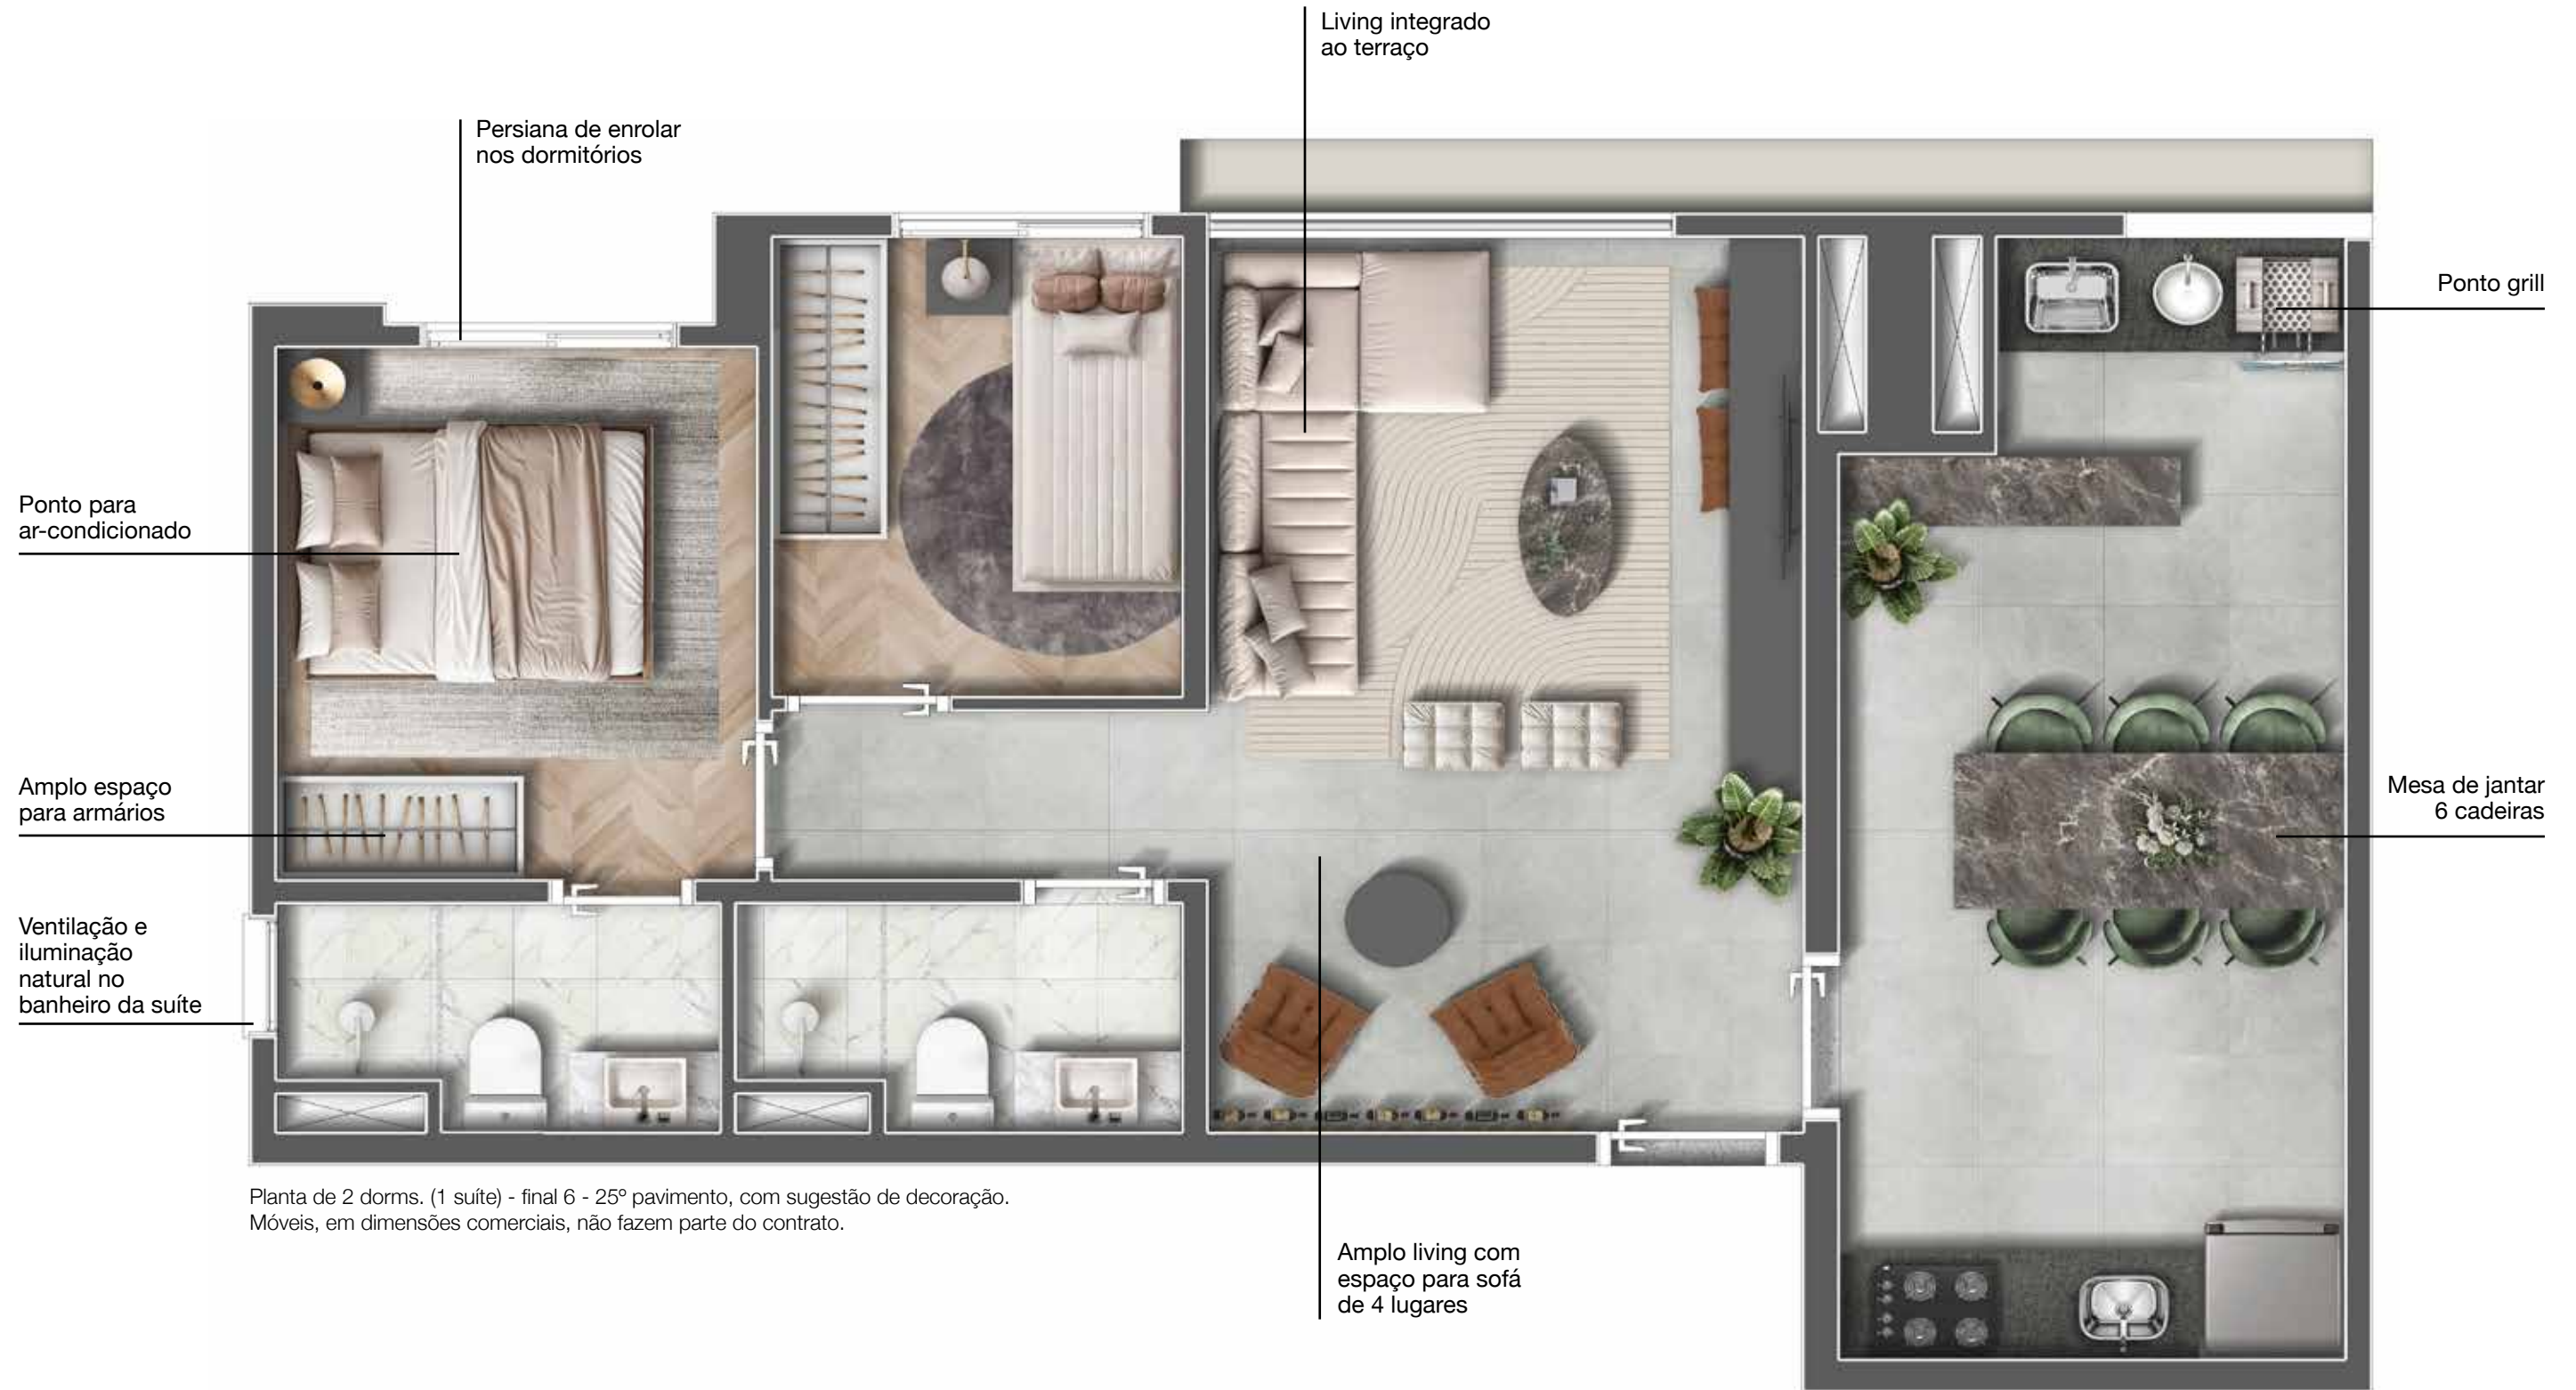 Living integrado
ao terraço
Persiana de enrolar
nos dormitórios
Ponto grill
Ponto para
ar-condicionado
Amplo espaço
para armários
Mesa de jantar
6 cadeiras
Ventilação e
iluminação
natural no
banheiro da suíte
Planta de 2 dorms. (1 suíte) - final 6 - 25º pavimento, com sugestão de decoração.
Móveis, em dimensões comerciais, não fazem parte do contrato.
Amplo living com
espaço para sofá
de 4 lugares